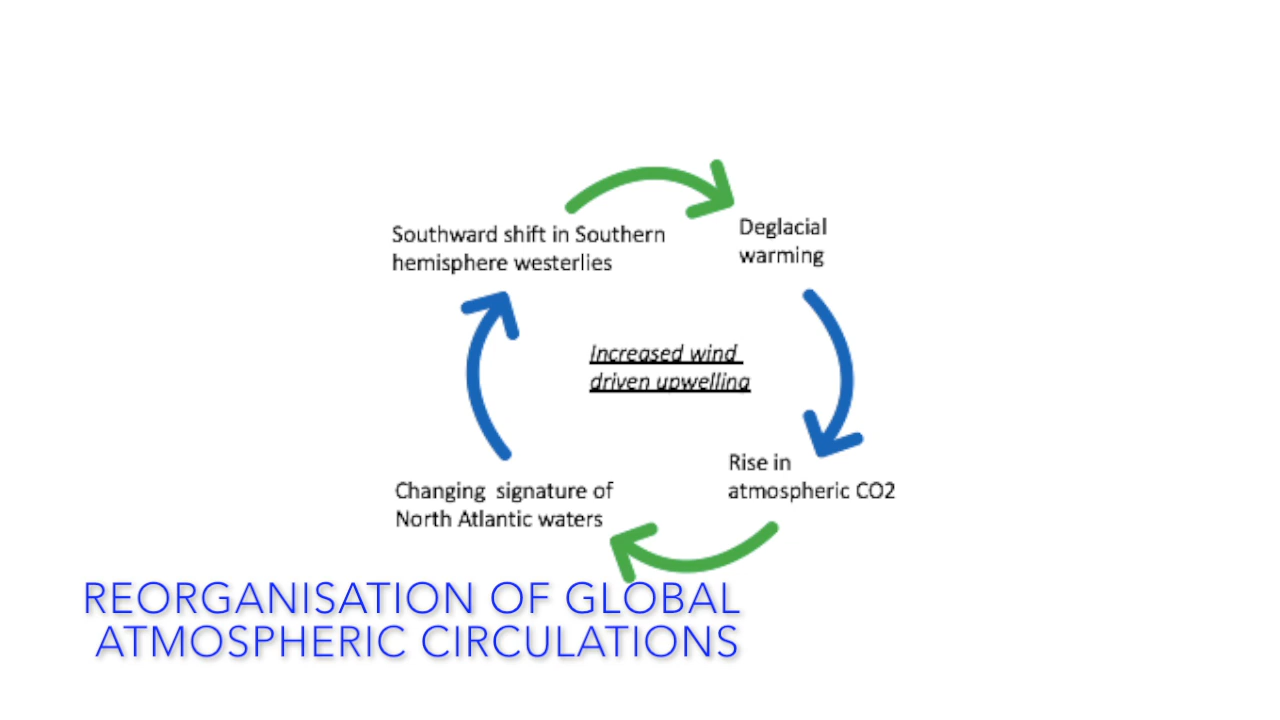 Southward shift in Southern
hemisphere westerlies
Deglacial
warming
Increased wind
driven upwelling
Rise in
atmospheric CO2
Changing signature of
North Atlantic waters
REORGANISATION OF GLOBAL
ATMOSPHERIC CIRCULATIONS